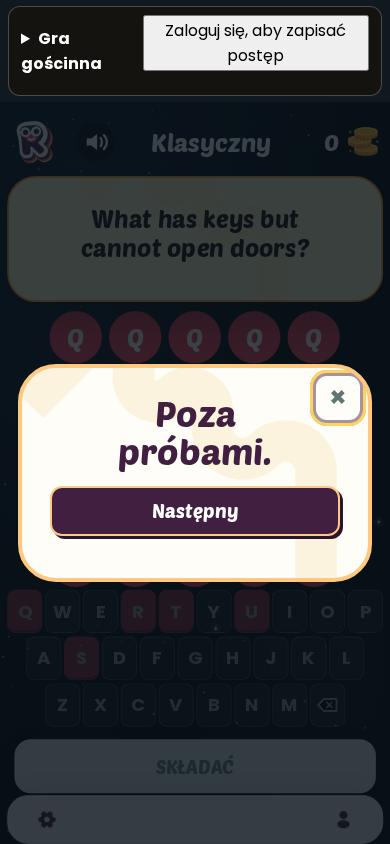 Gra
gościnna
Zaloguj się, aby zapisać
postęp
Klasyczny
0
What has keys but
cannot open doors?
Q Q Q Q Q
Poza
próbami.
Następny
Q W E R T Y U I O P
A S D F G H J K L
Z X C V B N M
SKŁADAĆ